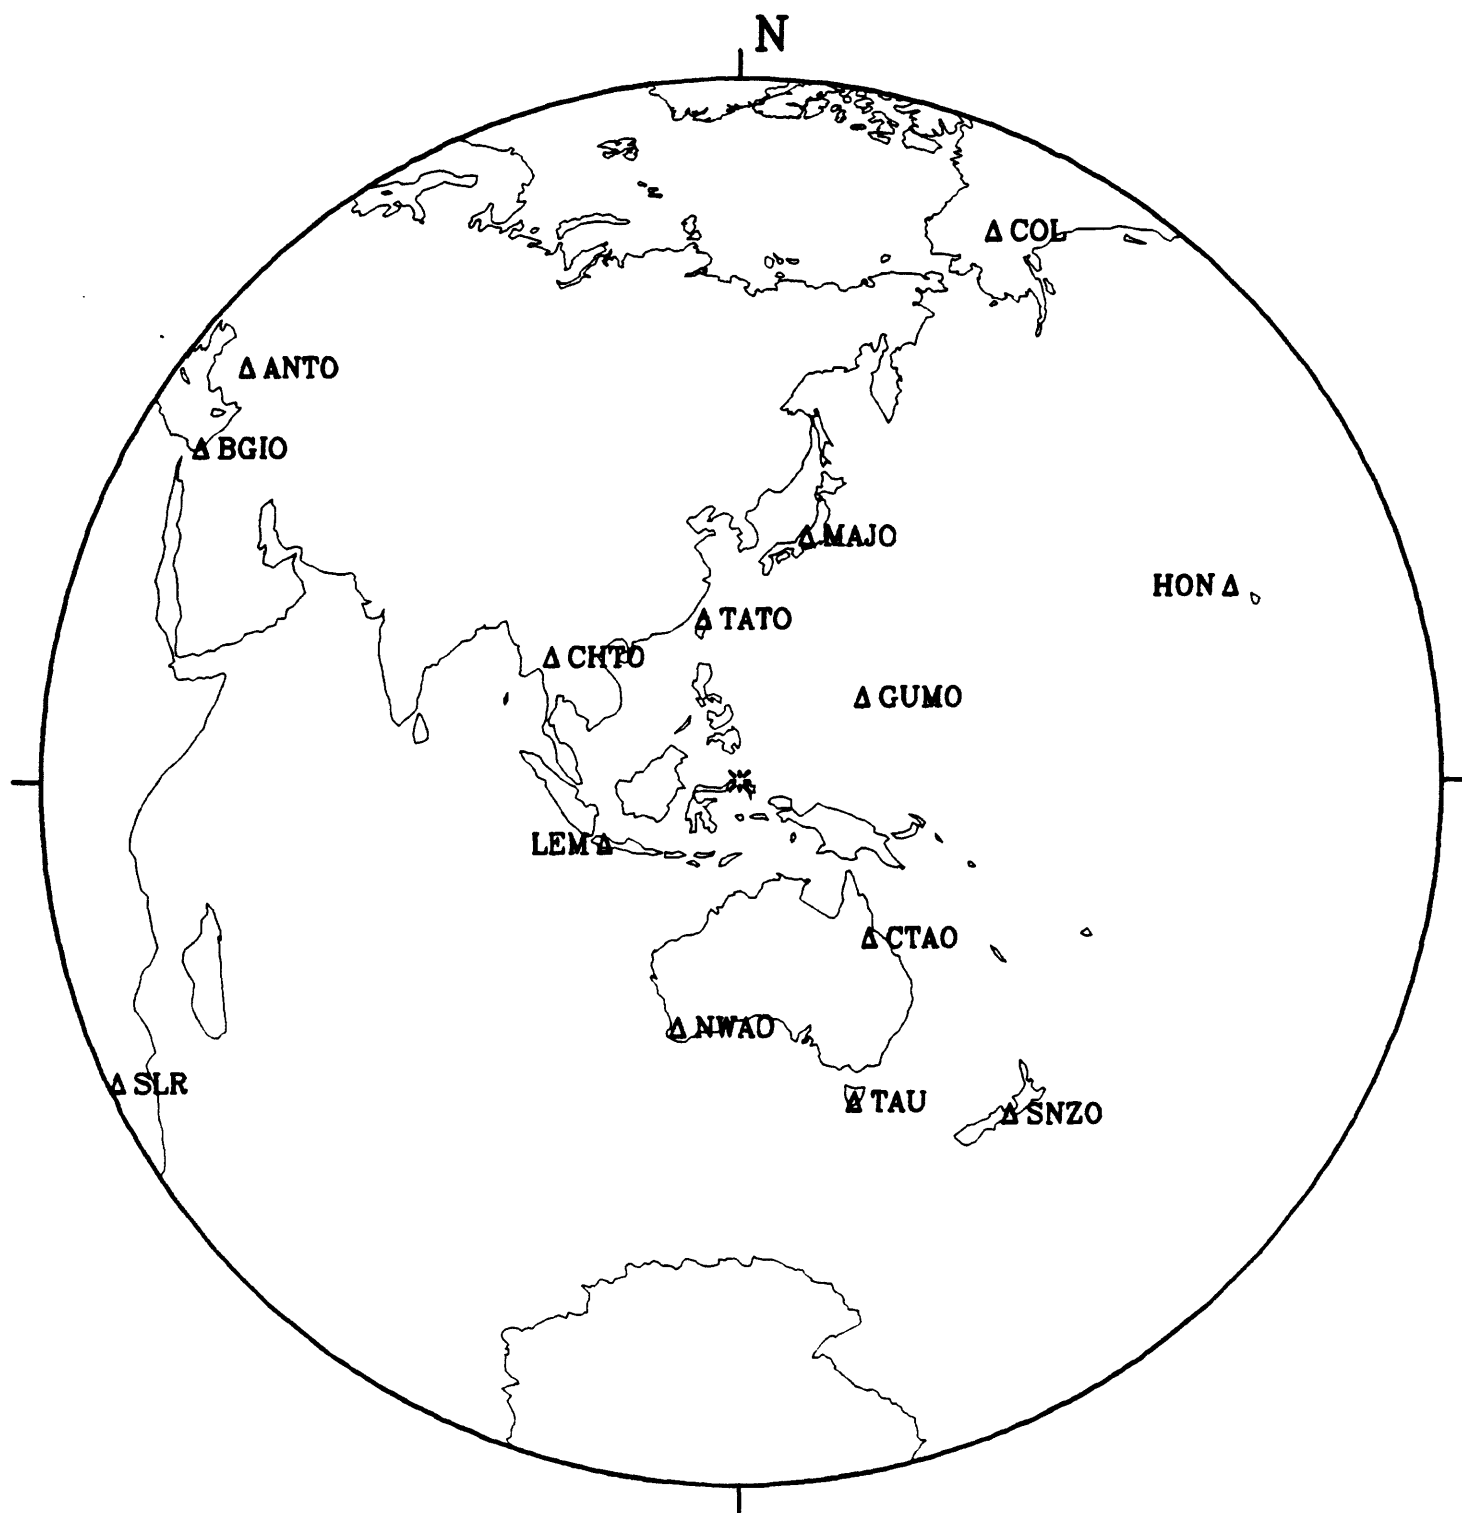 N
COL
ANTO
BGIO
MAJO
HON
TATO
CHTO
GUMO
LEM
CTAO
NWAO
SLR
TAU
SNZO